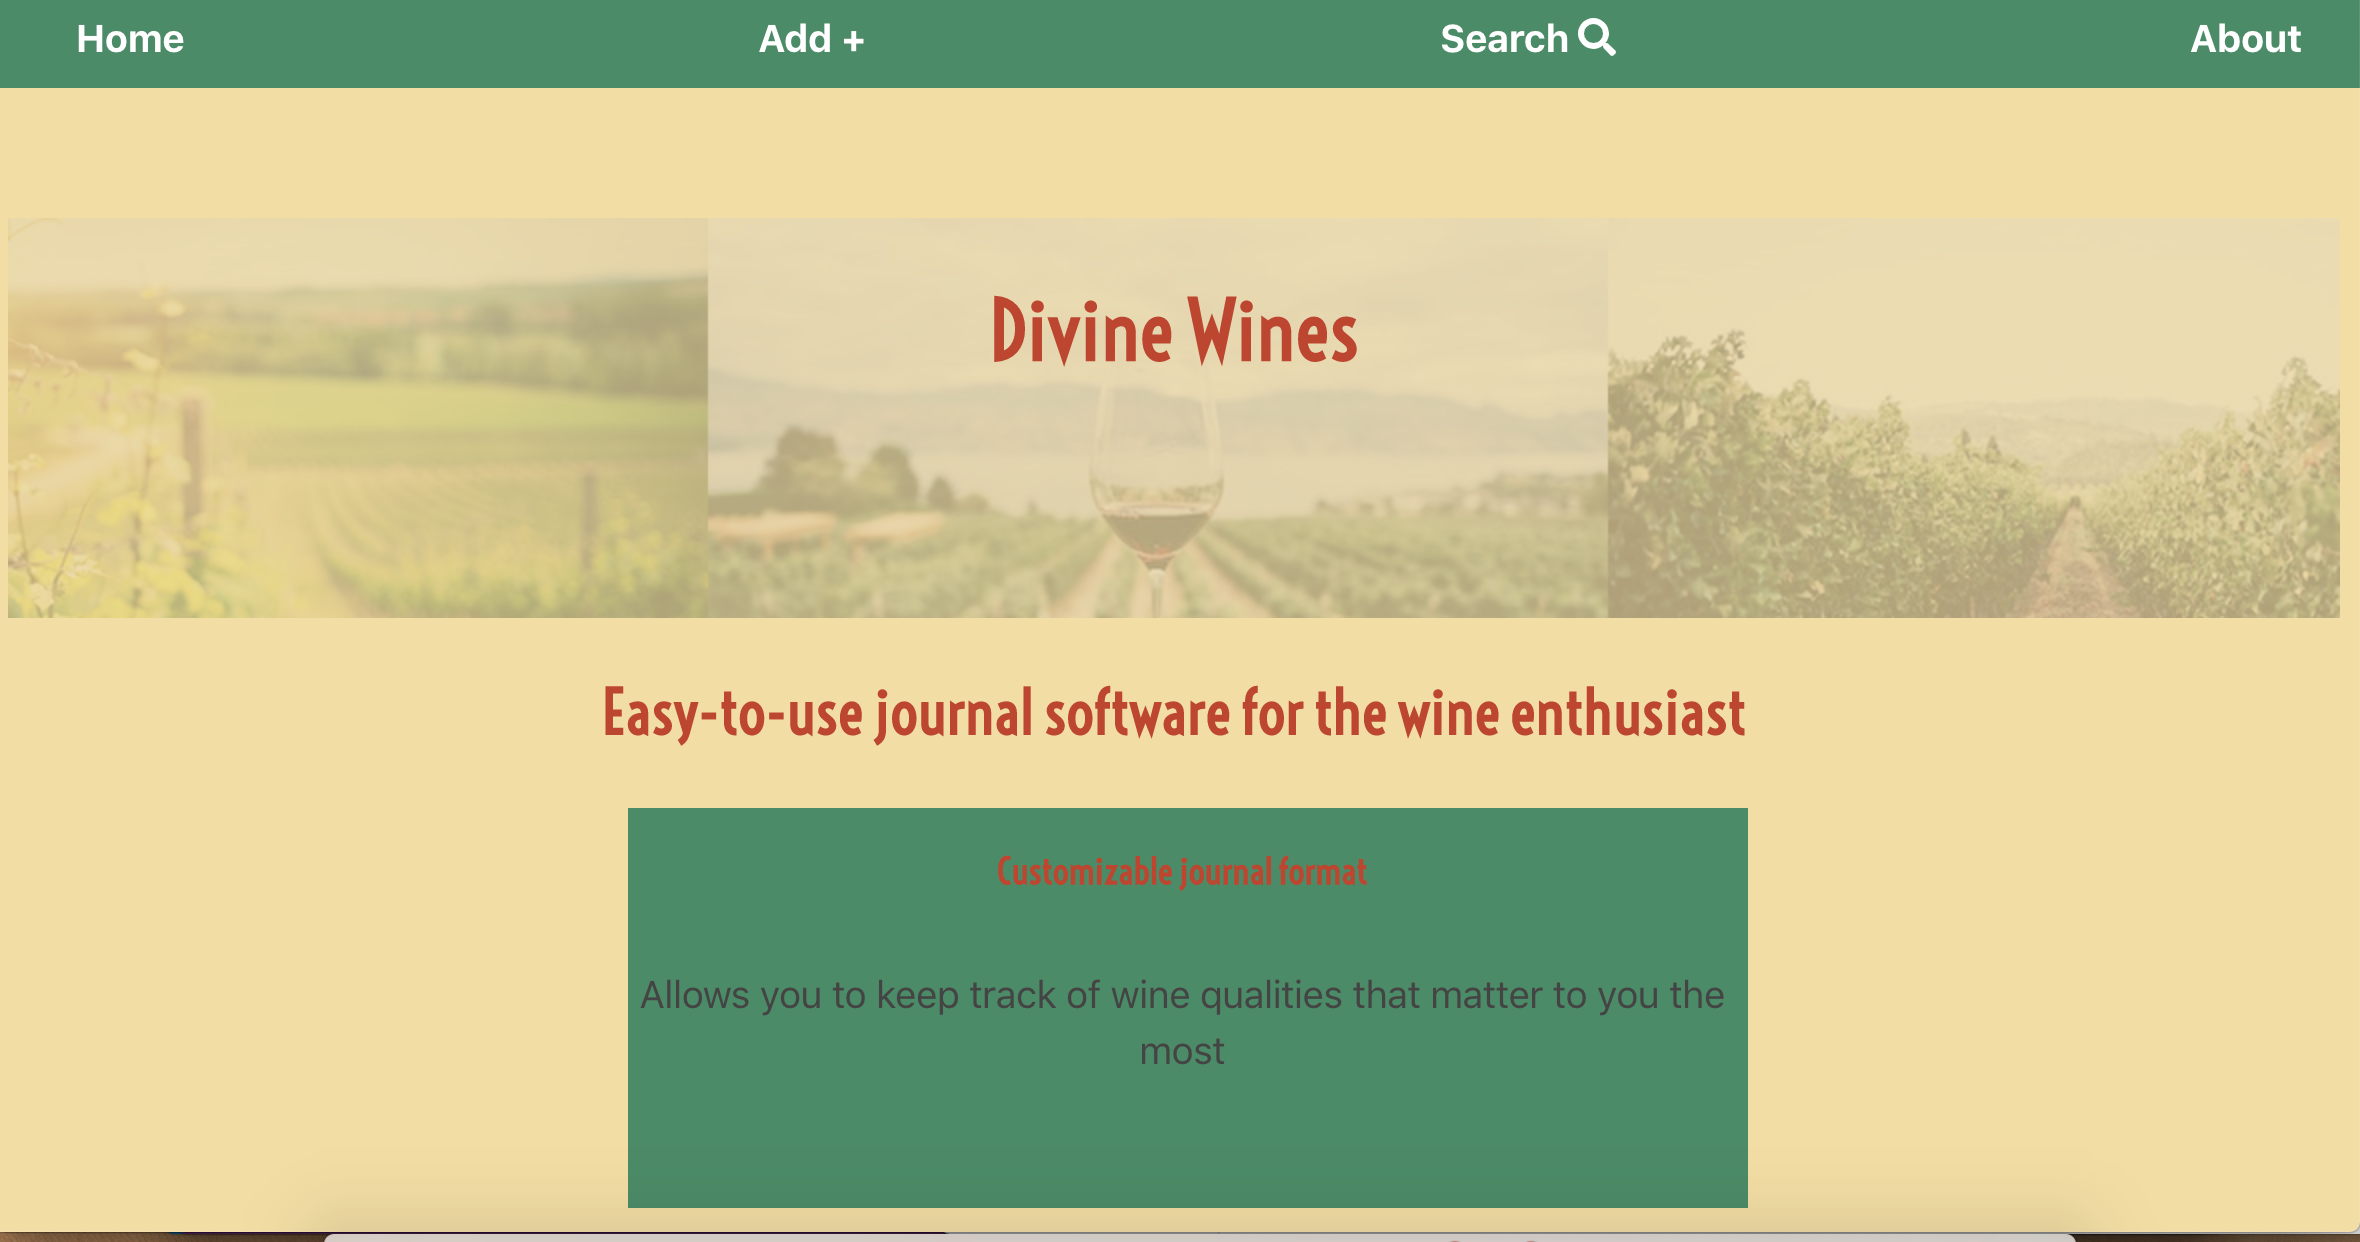 Home
Add +
Search
About
Divine Wines
Easy-to-use journal software for the wine enthusiast
Customizable journal format
Allows you to keep track of wine qualities that matter to you the
most